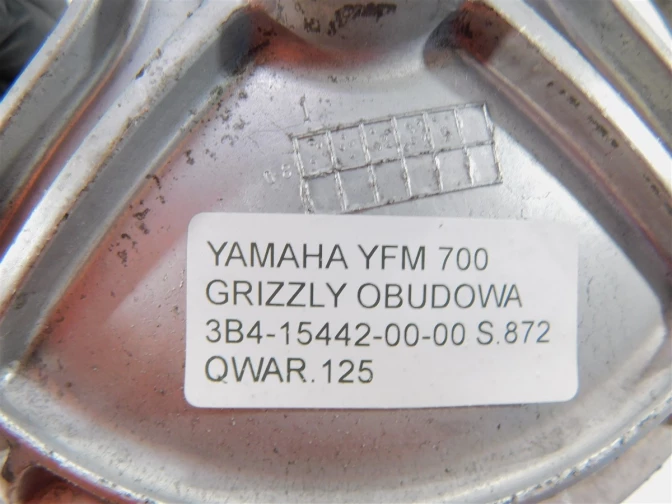 YAMAHA YFM 700
GRIZZLY OBUDOWA
3B4-15442-00-00 S.872
QWAR.125